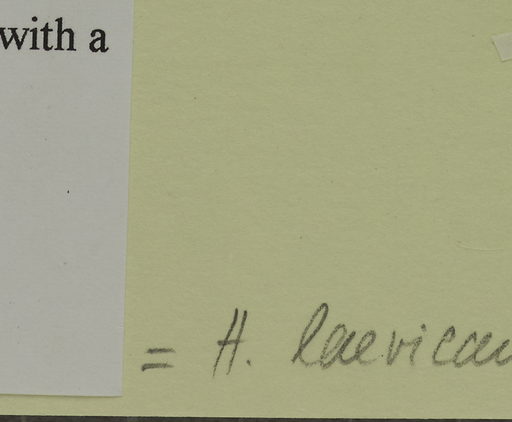 with a
= H. laevicau